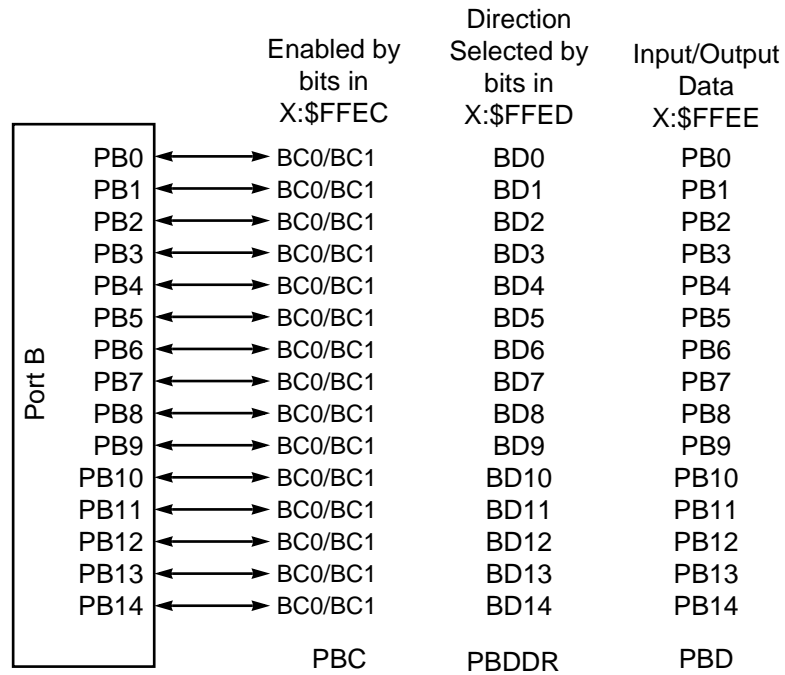 Enabled by
bits in
X:$FFEC
Direction
Selected by
bits in
X:$FFED
Input/Output
Data
X:$FFEE
Port B
PB0 BC0/BC1 BD0 PB0
PB1 BC0/BC1 BD1 PB1
PB2 BC0/BC1 BD2 PB2
PB3 BC0/BC1 BD3 PB3
PB4 BC0/BC1 BD4 PB4
PB5 BC0/BC1 BD5 PB5
PB6 BC0/BC1 BD6 PB6
PB7 BC0/BC1 BD7 PB7
PB8 BC0/BC1 BD8 PB8
PB9 BC0/BC1 BD9 PB9
PB10 BC0/BC1 BD10 PB10
PB11 BC0/BC1 BD11 PB11
PB12 BC0/BC1 BD12 PB12
PB13 BC0/BC1 BD13 PB13
PB14 BC0/BC1 BD14 PB14
PBC PBDDR PBD